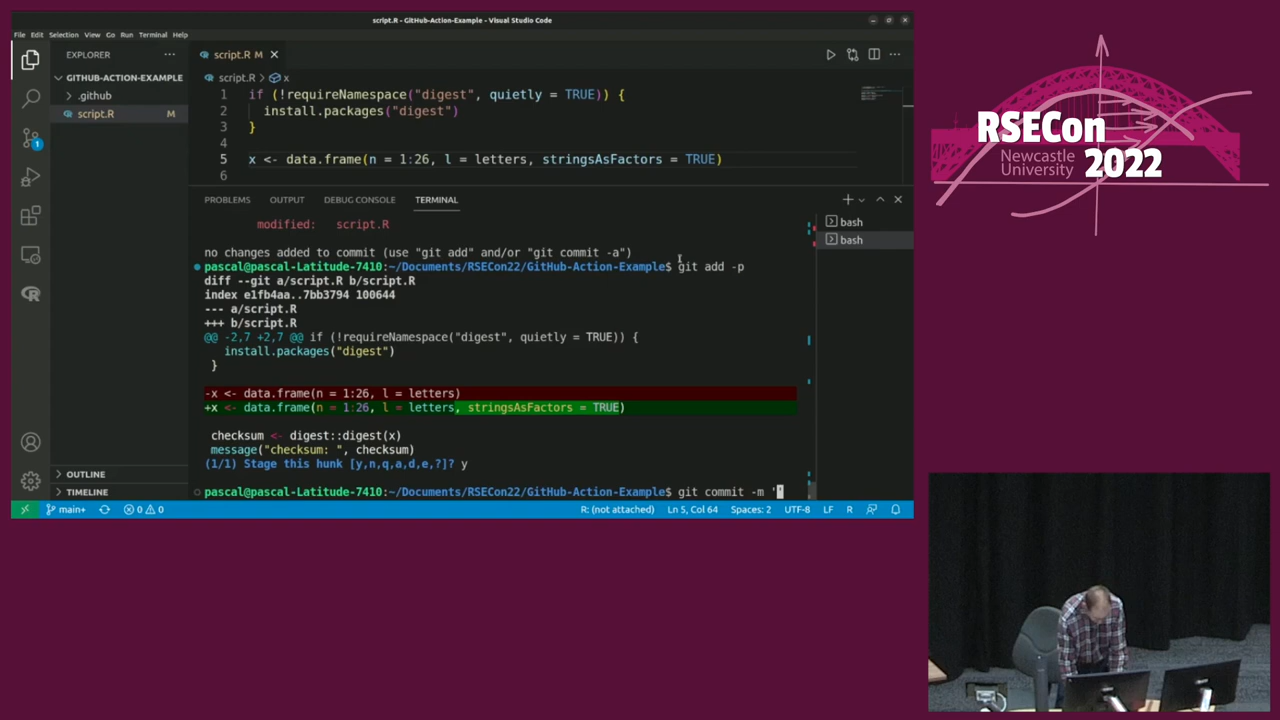 script.R - GitHub-Action-Example - Visual Studio Code
File Edit Selection View Go Run Terminal Help
EXPLORER
script.R M
GITHUB-ACTION-EXAMPLE
.github
script.R M
1
script.R > x
1 if (!requireNamespace("digest", quietly = TRUE)) {
2 install.packages("digest")
3 }
4
5 x <- data.frame(n = 1:26, l = letters, stringsAsFactors = TRUE)
6
PROBLEMS OUTPUT DEBUG CONSOLE TERMINAL
bash
bash
modified: script.R
no changes added to commit (use "git add" and/or "git commit -a")
pascal@pascal-Latitude-7410:~/Documents/RSECon22/GitHub-Action-Example$ git add -p
diff --git a/script.R b/script.R
index e1fb4aa..7bb3794 100644
--- a/script.R
+++ b/script.R
@@ -2,7 +2,7 @@ if (!requireNamespace("digest", quietly = TRUE)) {
install.packages("digest")
}
-x <- data.frame(n = 1:26, l = letters)
+x <- data.frame(n = 1:26, l = letters, stringsAsFactors = TRUE)
checksum <- digest::digest(x)
message("checksum: ", checksum)
(1/1) Stage this hunk [y,n,q,a,d,e,?]? y
pascal@pascal-Latitude-7410:~/Documents/RSECon22/GitHub-Action-Example$ git commit -m ''
OUTLINE
TIMELINE
main+ 0 0 R: (not attached) Ln 5, Col 64 Spaces: 2 UTF-8 LF R
RSECon
Newcastle
University
2022